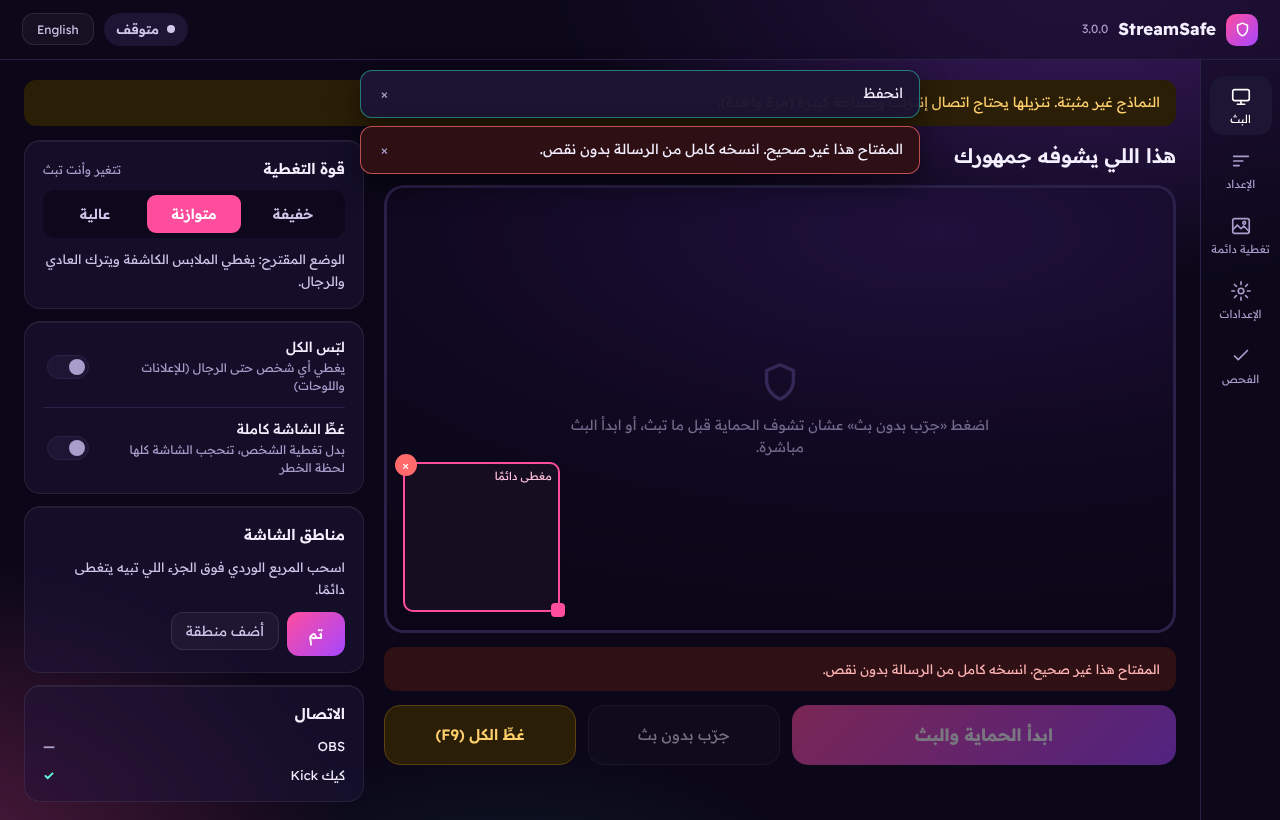 StreamSafe 3.0.0
متوقف
English
البث
الإعداد
تغطية دائمة
الإعدادات
الفحص
انحفظ ×
المفتاح هذا غير صحيح. انسخه كامل من الرسالة بدون نقص. ×
النماذج غير مثبتة. تنزيلها يحتاج اتصال إنترنت ومساحة كبيرة (مرة واحدة).
هذا اللي يشوفه جمهورك
اضغط «جرّب بدون بث» عشان تشوف الحماية قبل ما تبث، أو ابدأ البث
مباشرة.
مغطى دائمًا
×
المفتاح هذا غير صحيح. انسخه كامل من الرسالة بدون نقص.
ابدأ الحماية والبث
جرّب بدون بث
غطّ الكل (F9)
قوة التغطية
تتغير وأنت تبث
خفيفة
متوازنة
عالية
الوضع المقترح: يغطي الملابس الكاشفة ويترك العادي
والرجال.
لبّس الكل
يغطي أي شخص حتى الرجال (للإعلانات
واللوحات)
غطِّ الشاشة كاملة
بدل تغطية الشخص، تنحجب الشاشة كلها
لحظة الخطر
مناطق الشاشة
اسحب المربع الوردي فوق الجزء اللي تبيه يتغطى
دائمًا.
تم
أضف منطقة
الاتصال
OBS —
كيك Kick ✓